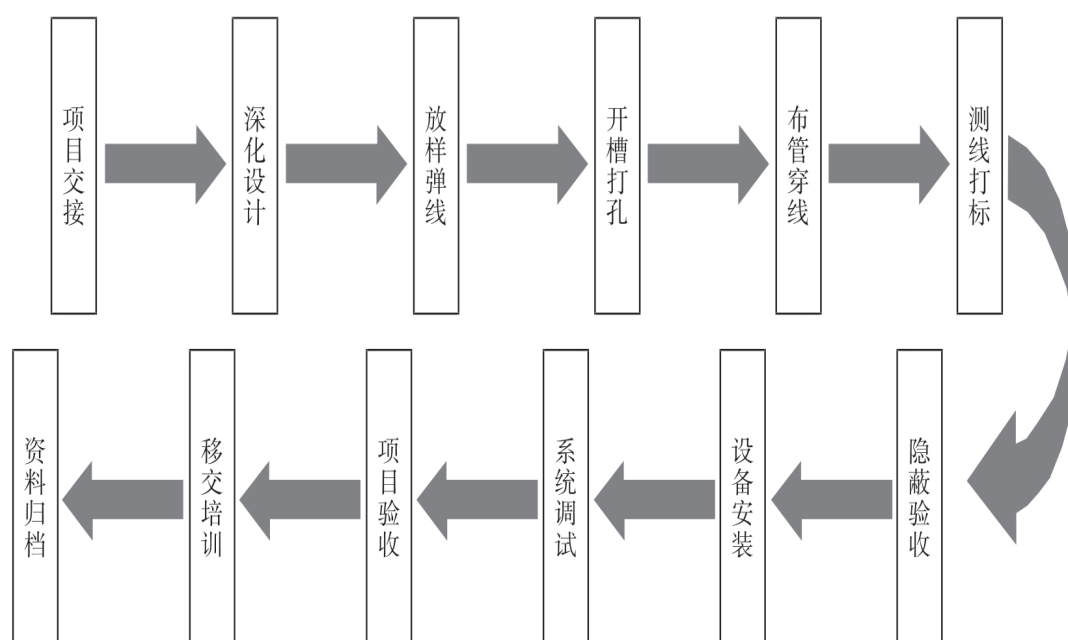 项目交接
深化设计
放样弹线
开槽打孔
布管穿线
测线打标
隐蔽验收
设备安装
系统调试
项目验收
移交培训
资料归档